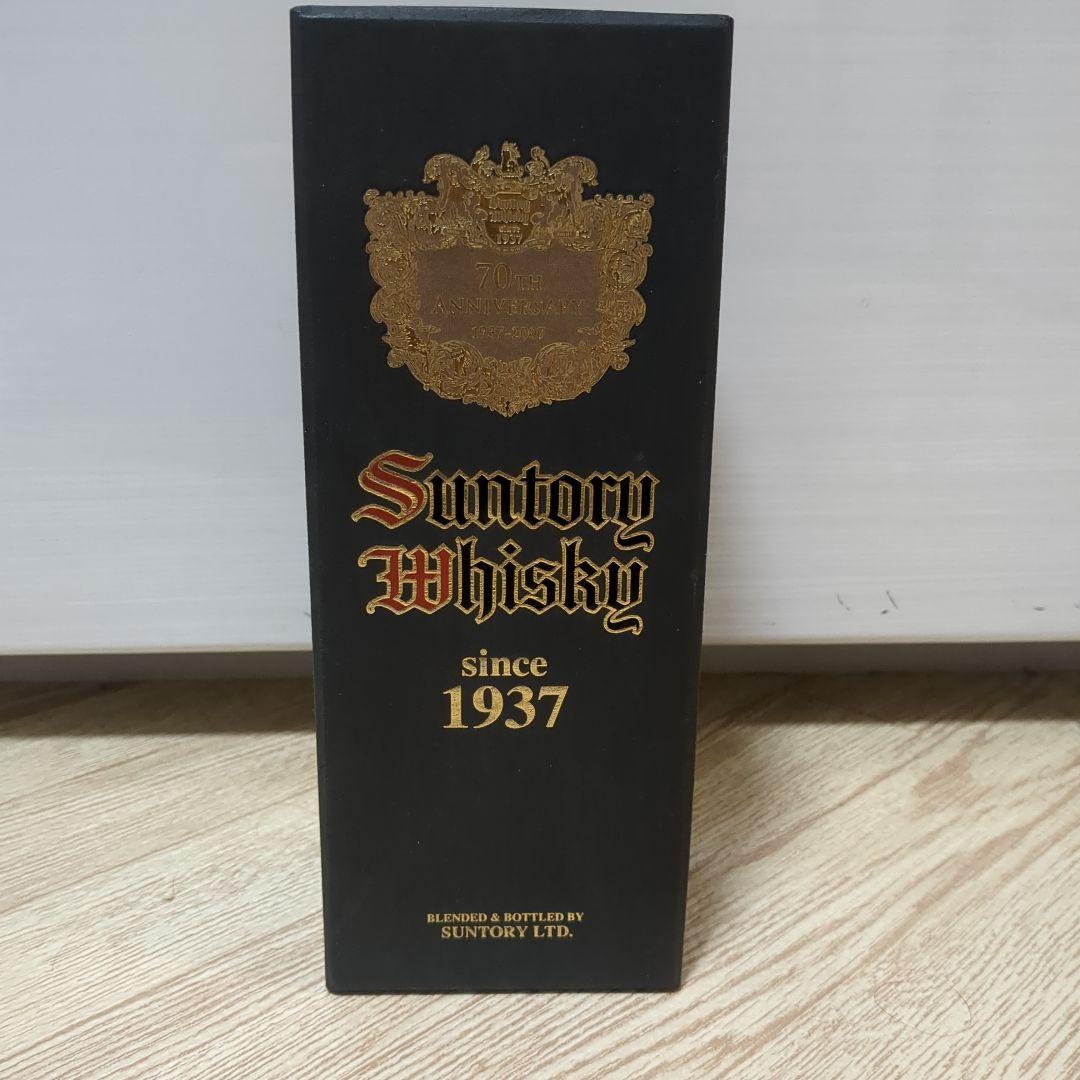 1937
70TH
ANNIVERSARY
1937-2007
Suntory
Whisky
since
1937
BLENDED & BOTTLED BY
SUNTORY LTD.